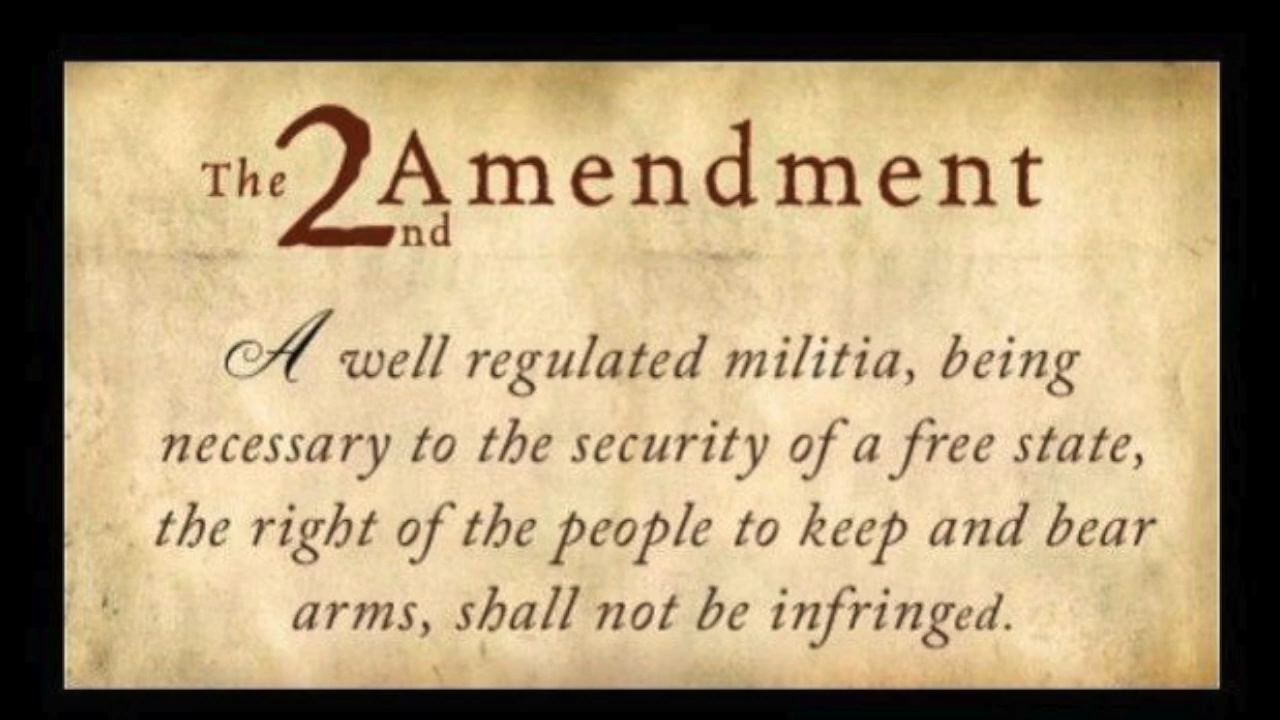 The 2nd Amendment
A well regulated militia, being
necessary to the security of a free state,
the right of the people to keep and bear
arms, shall not be infringed.